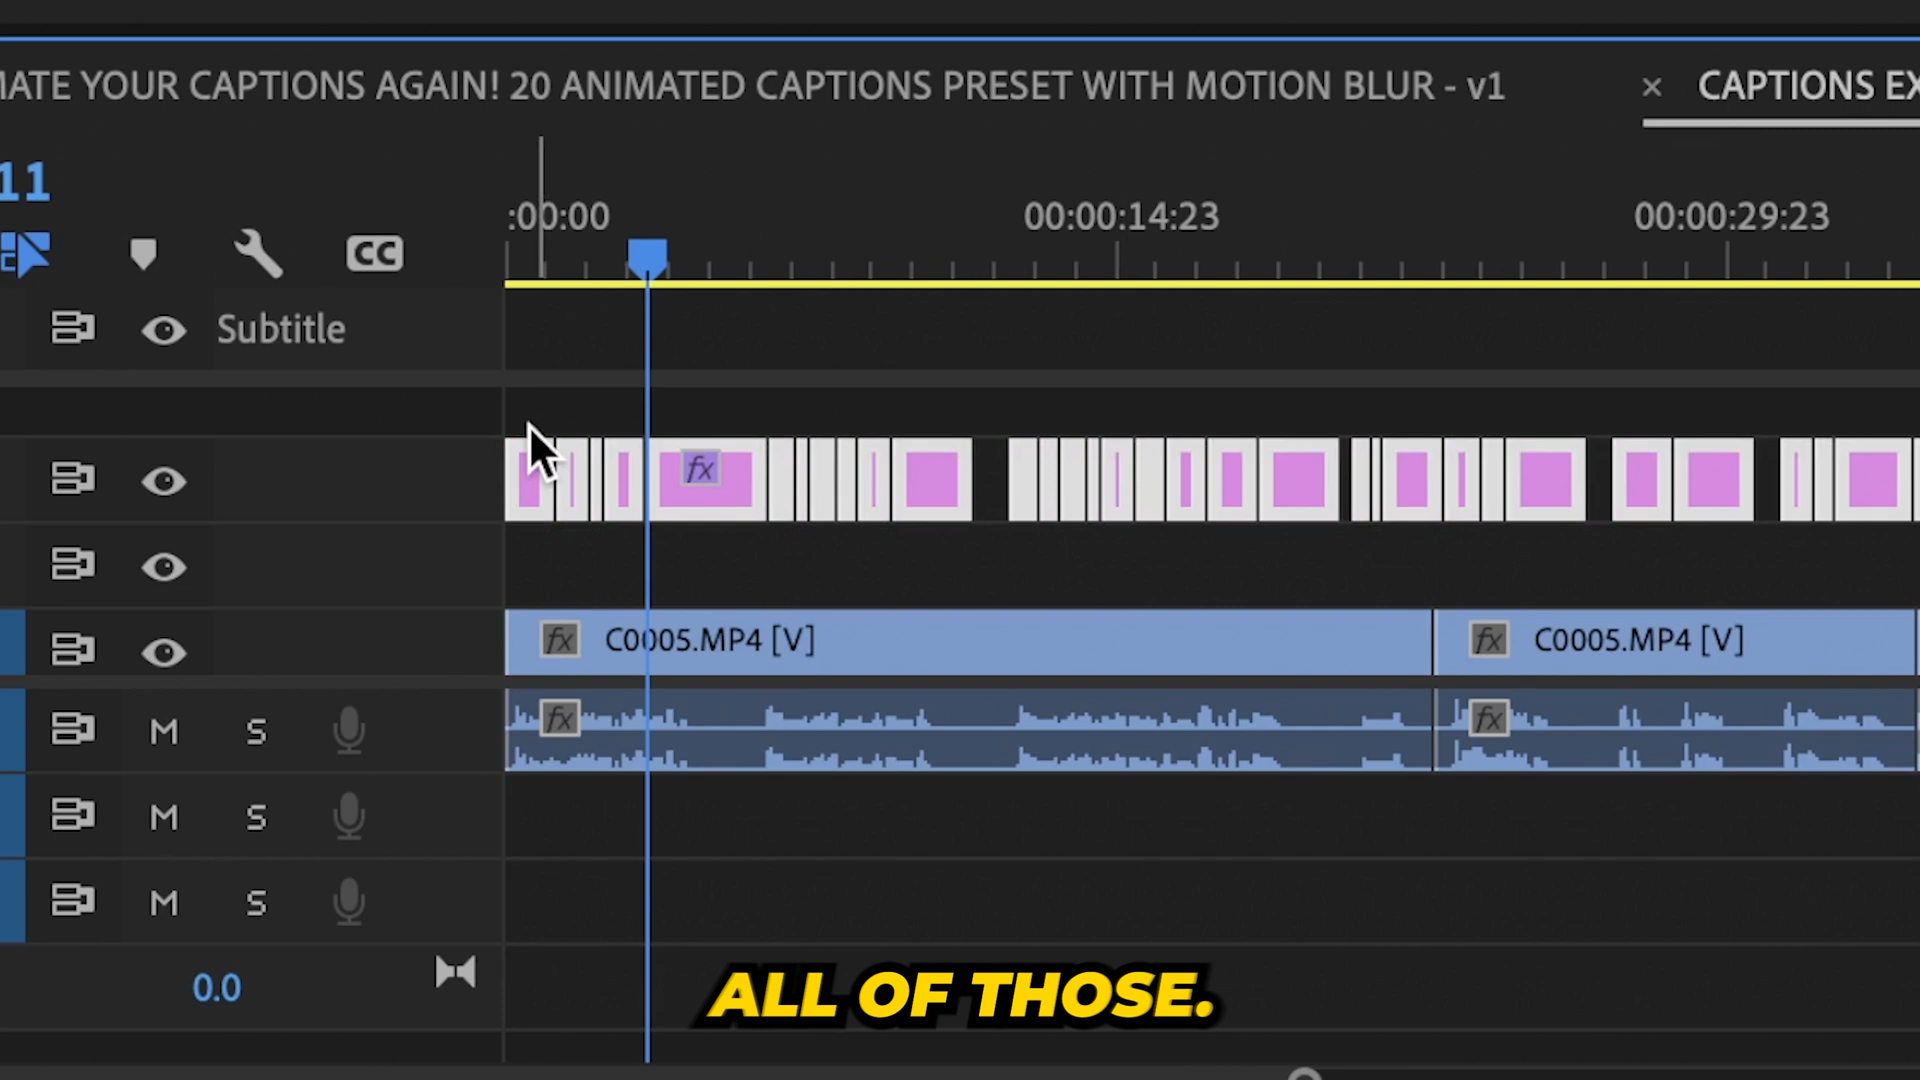 MATE YOUR CAPTIONS AGAIN! 20 ANIMATED CAPTIONS PRESET WITH MOTION BLUR - v1
× CAPTIONS EX
11
:00:00 00:00:14:23 00:00:29:23
CC
Subtitle
fx
fx C0005.MP4 [V] fx C0005.MP4 [V]
M S fx fx
M S
M S
0.0
ALL OF THOSE.